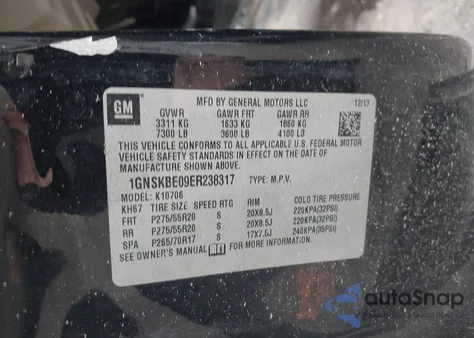 GM
MFD BY GENERAL MOTORS LLC 12/13
GVWR GAWR FRT GAWR RR
3311 KG 1633 KG 1860 KG
7300 LB 3600 LB 4100 LB
THIS VEHICLE CONFORMS TO ALL APPLICABLE U.S. FEDERAL MOTOR
VEHICLE SAFETY STANDARDS IN EFFECT ON THE DATE OF
MANUFACTURE SHOWN ABOVE.
1GNSKBE09ER238317 TYPE: M.P.V.
MODEL: K10706
KH67 TIRE SIZE SPEED RTG RIM COLD TIRE PRESSURE
FRT P275/55R20 S 20X8.5J 220KPA(32PSI)
RR P275/55R20 S 20X8.5J 220KPA(32PSI)
SPA P265/70R17 S 17X7.5J 240KPA(35PSI)
SEE OWNER'S MANUAL FOR MORE INFORMATION.
autoSnap